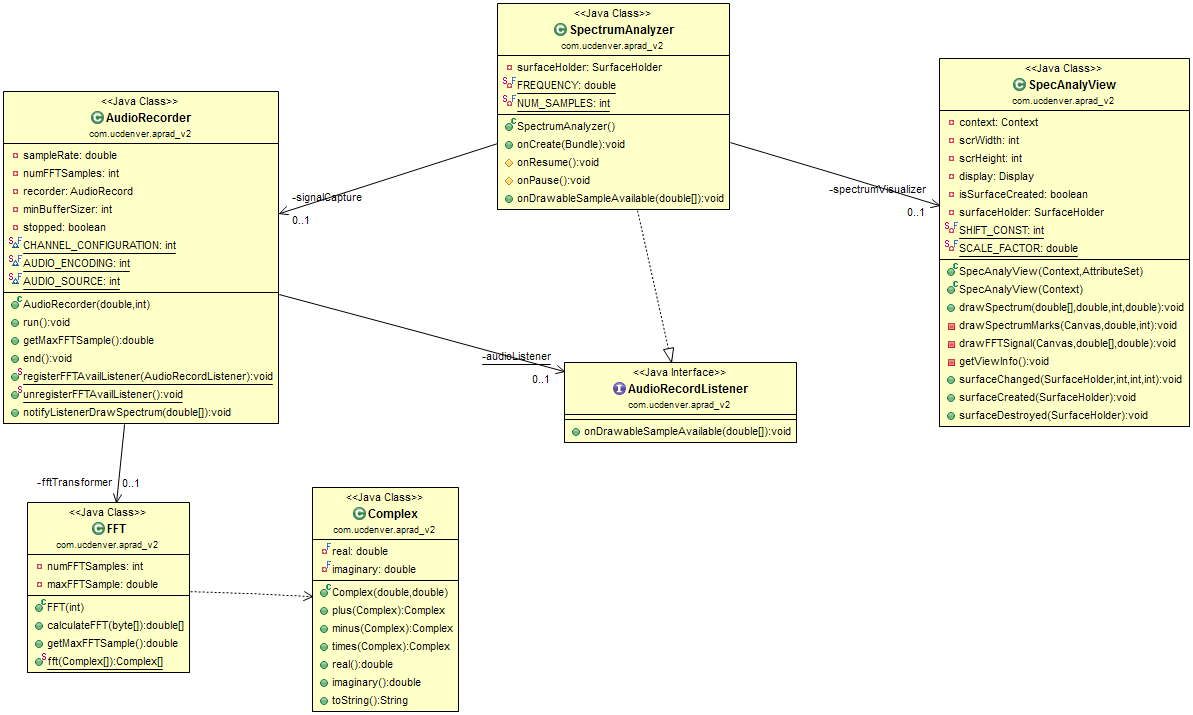 <<Java Class>>
SpectrumAnalyzer
com.ucdenver.aprad_v2
surfaceHolder: SurfaceHolder
FREQUENCY: double
NUM_SAMPLES: int
SpectrumAnalyzer()
onCreate(Bundle):void
onResume():void
onPause():void
onDrawableSampleAvailable(double[]):void
<<Java Class>>
SpecAnalyView
com.ucdenver.aprad_v2
context: Context
scrWidth: int
scrHeight: int
display: Display
isSurfaceCreated: boolean
surfaceHolder: SurfaceHolder
SHIFT_CONST: int
SCALE_FACTOR: double
SpecAnalyView(Context,AttributeSet)
SpecAnalyView(Context)
drawSpectrum(double[],double,int,double):void
drawSpectrumMarks(Canvas,double,int):void
drawFFTSignal(Canvas,double[],double):void
getViewInfo():void
surfaceChanged(SurfaceHolder,int,int,int):void
surfaceCreated(SurfaceHolder):void
surfaceDestroyed(SurfaceHolder):void
<<Java Class>>
AudioRecorder
com.ucdenver.aprad_v2
sampleRate: double
numFFTSamples: int
recorder: AudioRecord
minBufferSizer: int
stopped: boolean
CHANNEL_CONFIGURATION: int
AUDIO_ENCODING: int
AUDIO_SOURCE: int
AudioRecorder(double,int)
run():void
getMaxFFTSample():double
end():void
registerFFTAvailListener(AudioRecordListener):void
unregisterFFTAvailListener():void
notifyListenerDrawSpectrum(double[]):void
-signalCapture
0..1
-spectrumVisualizer
0..1
-audioListener
0..1
<<Java Interface>>
AudioRecordListener
com.ucdenver.aprad_v2
onDrawableSampleAvailable(double[]):void
-fftTransformer
0..1
<<Java Class>>
FFT
com.ucdenver.aprad_v2
numFFTSamples: int
maxFFTSample: double
FFT(int)
calculateFFT(byte[]):double[]
getMaxFFTSample():double
fft(Complex[]):Complex[]
<<Java Class>>
Complex
com.ucdenver.aprad_v2
real: double
imaginary: double
Complex(double,double)
plus(Complex):Complex
minus(Complex):Complex
times(Complex):Complex
real():double
imaginary():double
toString():String